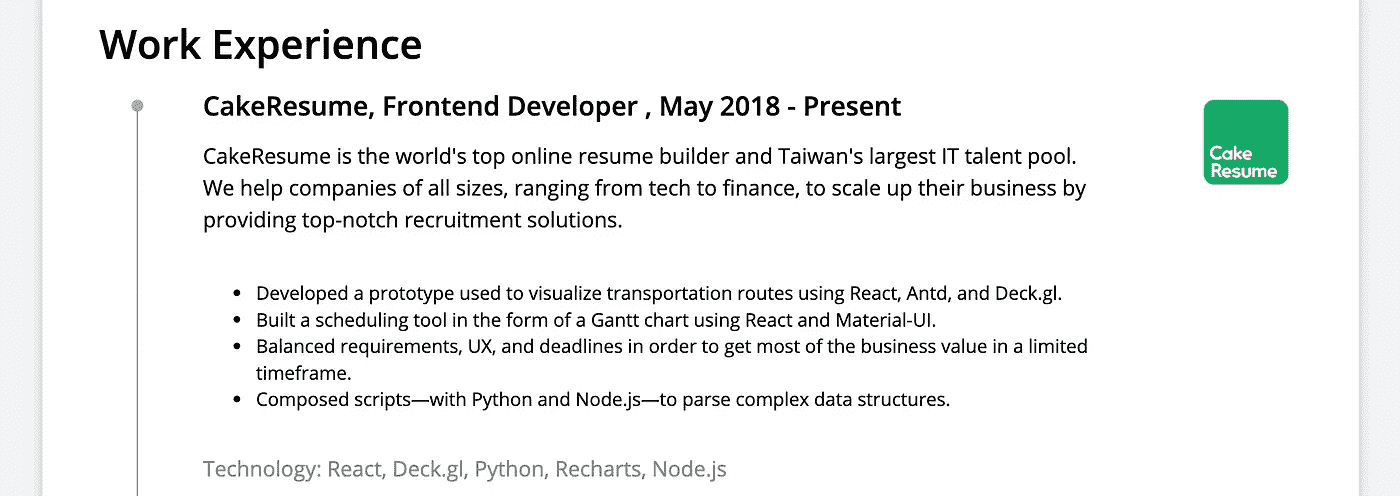 Work Experience
CakeResume, Frontend Developer , May 2018 - Present
CakeResume is the world's top online resume builder and Taiwan's largest IT talent pool.
We help companies of all sizes, ranging from tech to finance, to scale up their business by
providing top-notch recruitment solutions.
Cake
Resume
• Developed a prototype used to visualize transportation routes using React, Antd, and Deck.gl.
• Built a scheduling tool in the form of a Gantt chart using React and Material-UI.
• Balanced requirements, UX, and deadlines in order to get most of the business value in a limited
timeframe.
• Composed scripts—with Python and Node.js—to parse complex data structures.
Technology: React, Deck.gl, Python, Recharts, Node.js